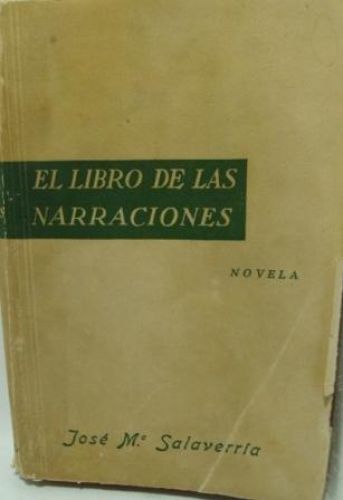 EL LIBRO DE LAS
NARRACIONES
NOVELA
José Mª Salaverría